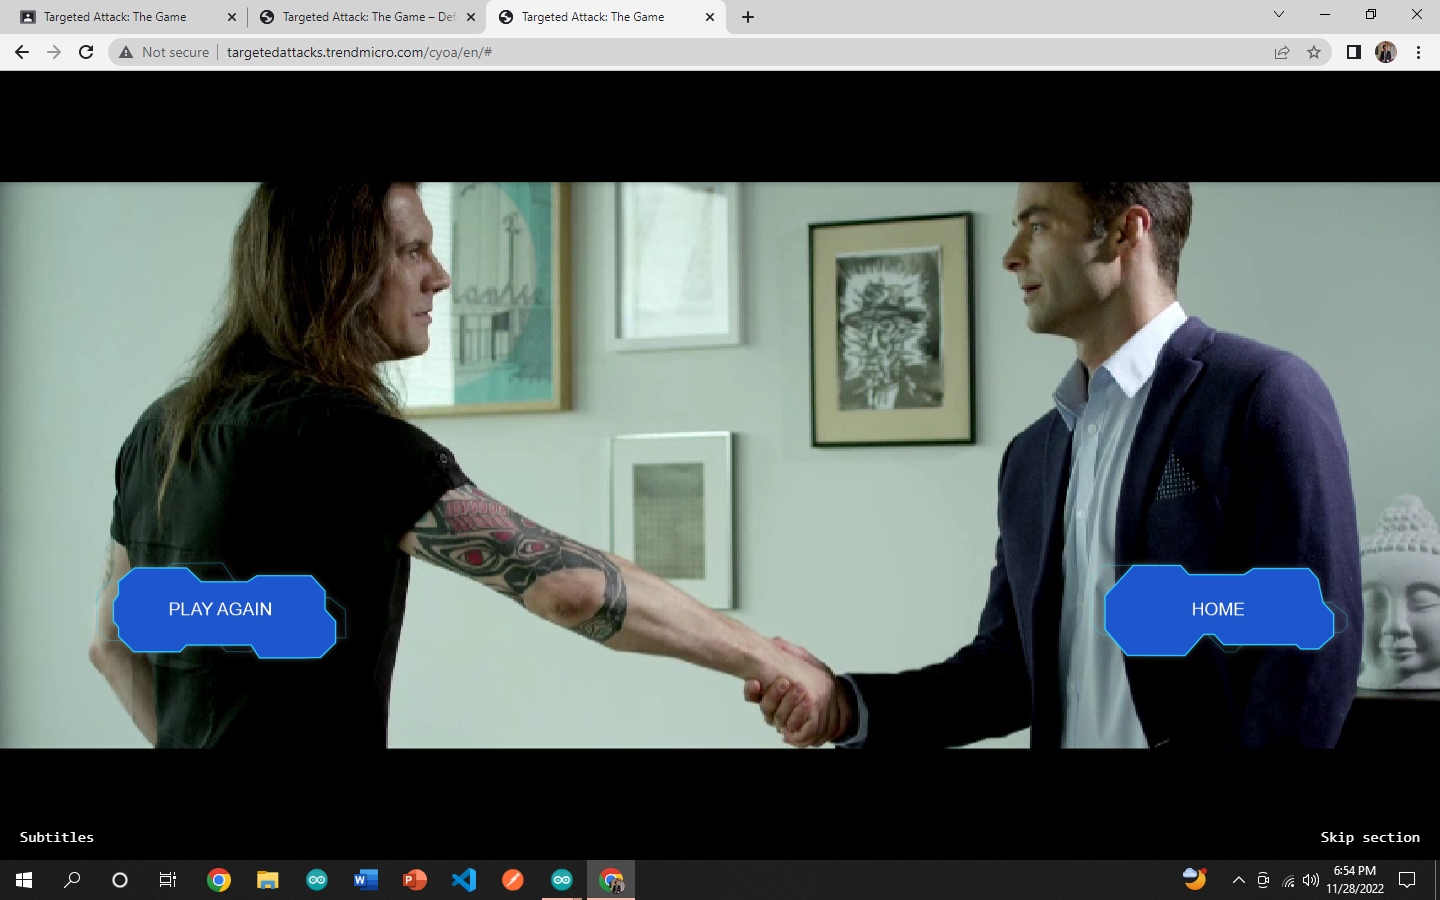 Targeted Attack: The Game
Targeted Attack: The Game – Def
Targeted Attack: The Game
Not secure
targetedattacks.trendmicro.com/cyoa/en/#
PLAY AGAIN
HOME
Subtitles
Skip section
6:54 PM
11/28/2022